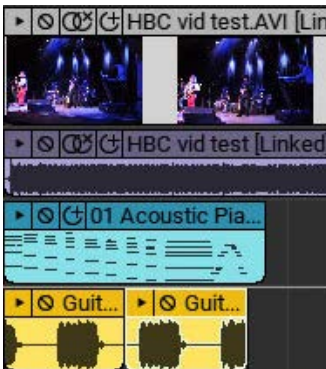 HBC vid test.AVI [Lin
HBC vid test [Linked
01 Acoustic Pia...
Guit... Guit...